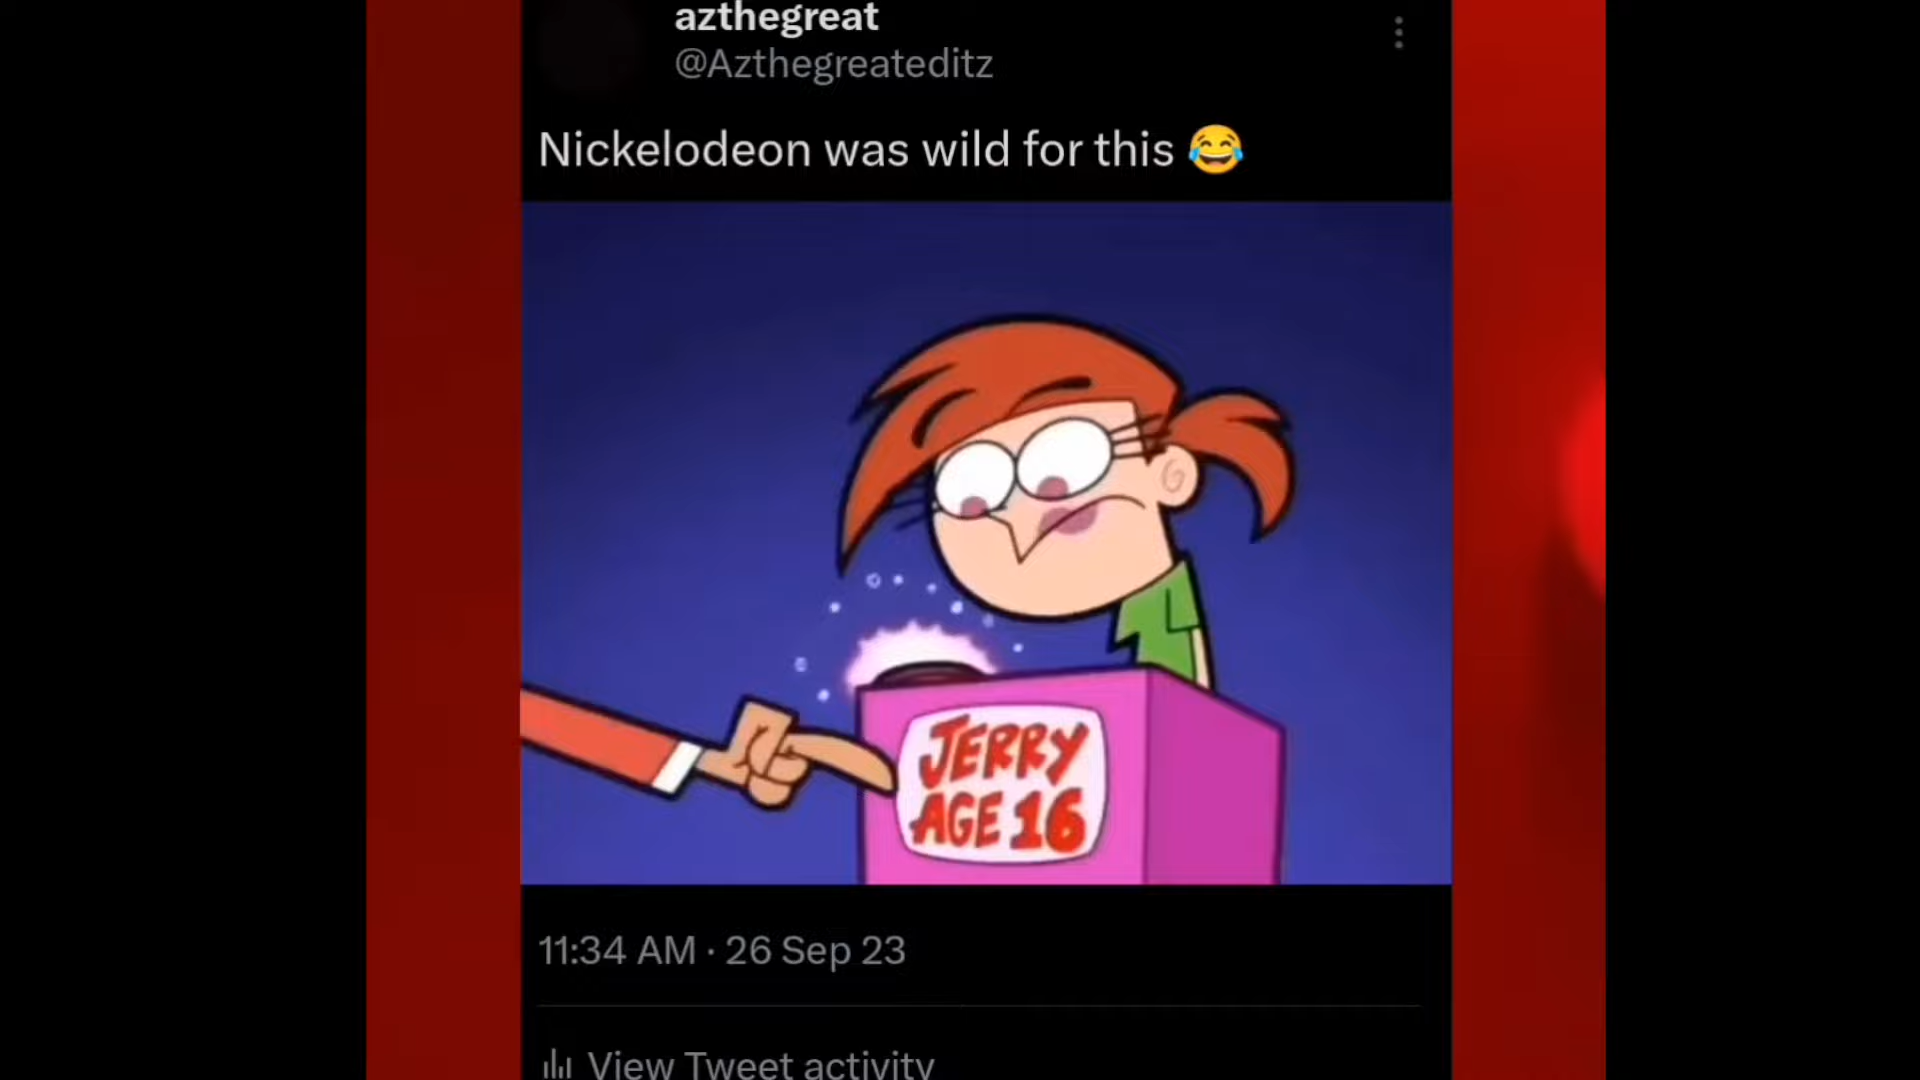 azthegreat
@Azthegreateditz
Nickelodeon was wild for this 😂
JERRY
AGE 16
11:34 AM · 26 Sep 23
View Tweet activity